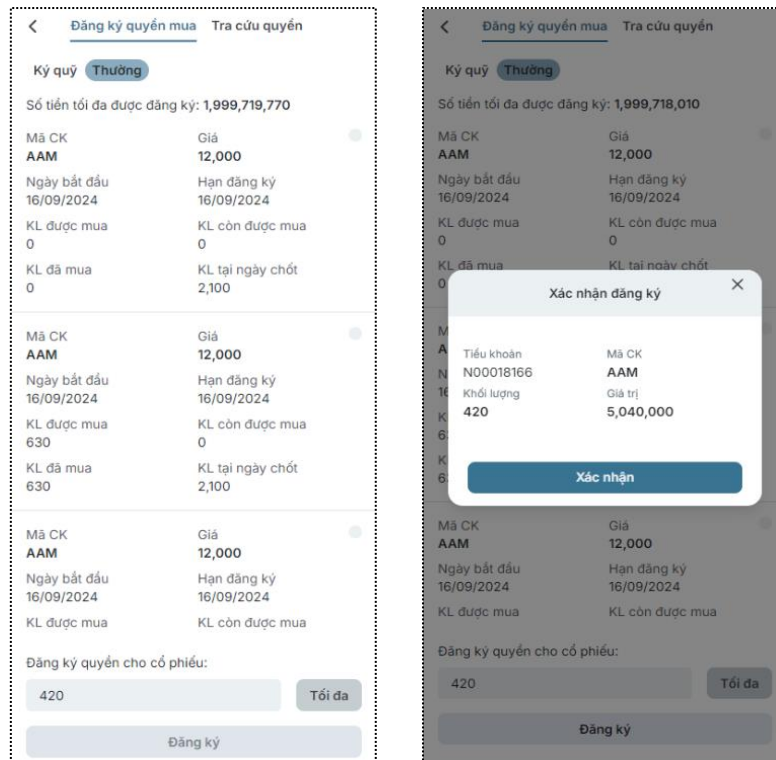 Đăng ký quyền mua Tra cứu quyền
Ký quỹ Thường
Số tiền tối đa được đăng ký: 1,999,719,770
Mã CK Giá
AAM 12,000
Ngày bắt đầu Hạn đăng ký
16/09/2024 16/09/2024
KL được mua KL còn được mua
0 0
KL đã mua KL tại ngày chốt
0 2,100
Mã CK Giá
AAM 12,000
Ngày bắt đầu Hạn đăng ký
16/09/2024 16/09/2024
KL được mua KL còn được mua
630 0
KL đã mua KL tại ngày chốt
630 2,100
Mã CK Giá
AAM 12,000
Ngày bắt đầu Hạn đăng ký
16/09/2024 16/09/2024
KL được mua KL còn được mua
Đăng ký quyền cho cổ phiếu:
420 Tối đa
Đăng ký
Đăng ký quyền mua Tra cứu quyền
Ký quỹ Thường
Số tiền tối đa được đăng ký: 1,999,718,010
Mã CK Giá
AAM 12,000
Ngày bắt đầu Hạn đăng ký
16/09/2024 16/09/2024
KL được mua KL còn được mua
0 0
KL đã mua KL tại ngày chốt
0
Xác nhận đăng ký
Tiểu khoản Mã CK
N00018166 AAM
Khối lượng Giá trị
420 5,040,000
Xác nhận
Mã CK Giá
AAM 12,000
Ngày bắt đầu Hạn đăng ký
16/09/2024 16/09/2024
KL được mua KL còn được mua
Đăng ký quyền cho cổ phiếu:
420 Tối đa
Đăng ký